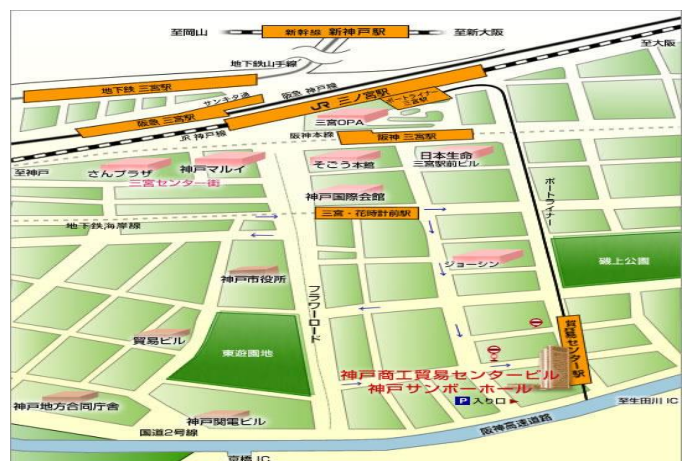 至岡山
新幹線 新神戸駅
至新大阪
地下鉄山手線
至大阪
地下鉄 三宮駅
サンキタ通
阪急 神戸線
JR 三ノ宮駅
ポートライナー
三宮駅
阪急 三宮駅
三宮OPA
JR 神戸線
阪神本線
阪神 三宮駅
至神戸
さんプラザ
神戸マルイ
三宮センター街
そごう本館
日本生命
三宮駅前ビル
神戸国際会館
ポートライナー
三宮・花時計前駅
地下鉄海岸線
神戸市役所
フラワーロード
ジョーシン
磯上公園
貿易ビル
東遊園地
貿易センター駅
神戸商工貿易センタービル
神戸サンボーホール
P 入り口
神戸地方合同庁舎
神戸関電ビル
国道2号線
阪神高速道路
至生田川 IC
京橋 IC